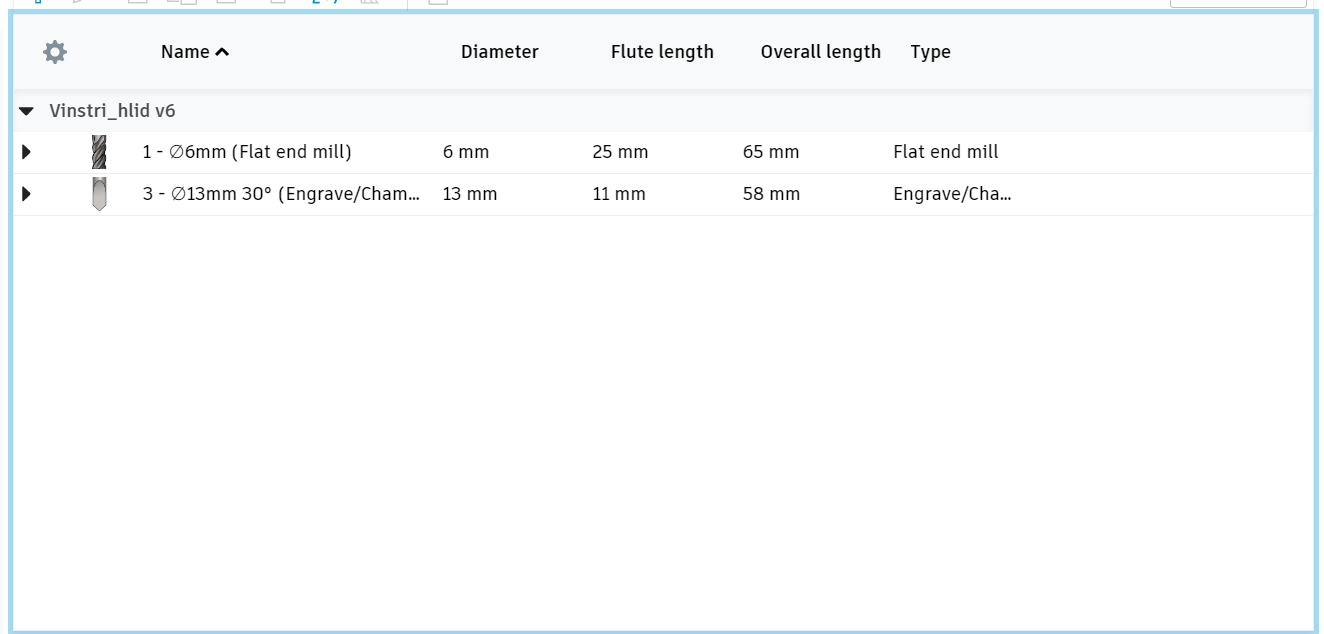 Name Diameter Flute length Overall length Type
Vinstri_hlid v6
1 - ∅6mm (Flat end mill) 6 mm 25 mm 65 mm Flat end mill
3 - ∅13mm 30° (Engrave/Cham... 13 mm 11 mm 58 mm Engrave/Cha...